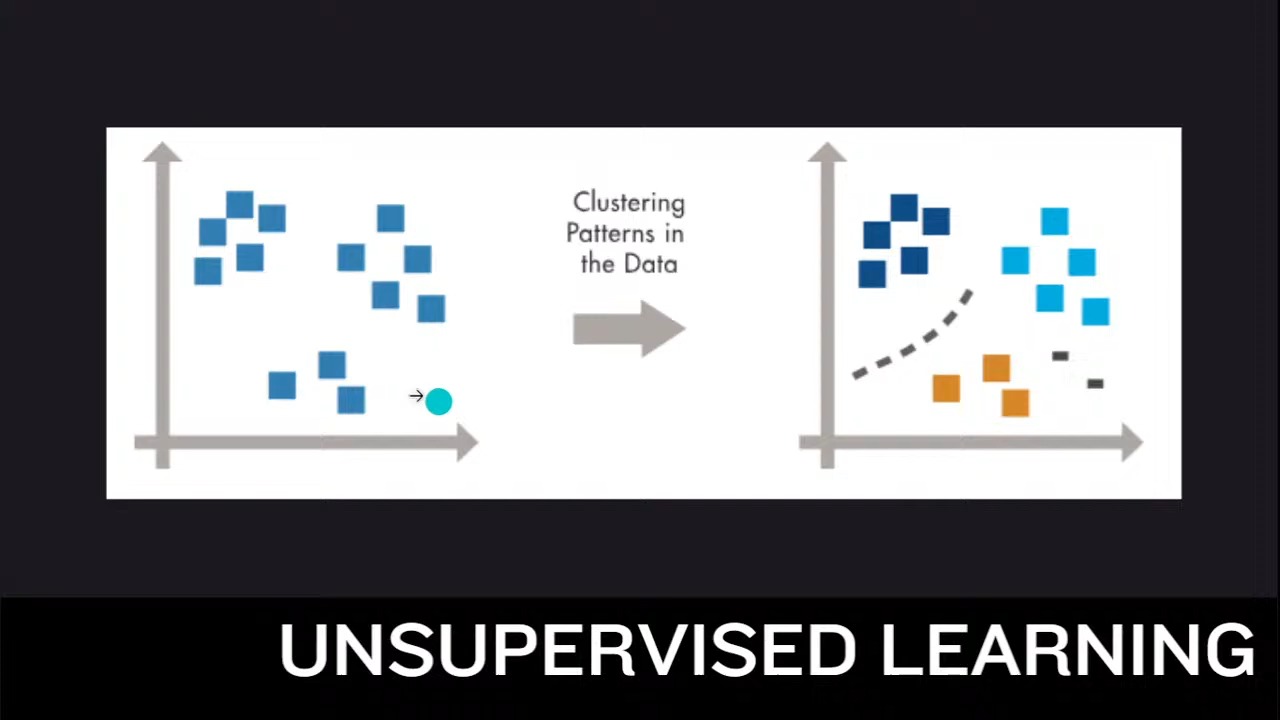 Clustering
Patterns in
the Data
UNSUPERVISED LEARNING